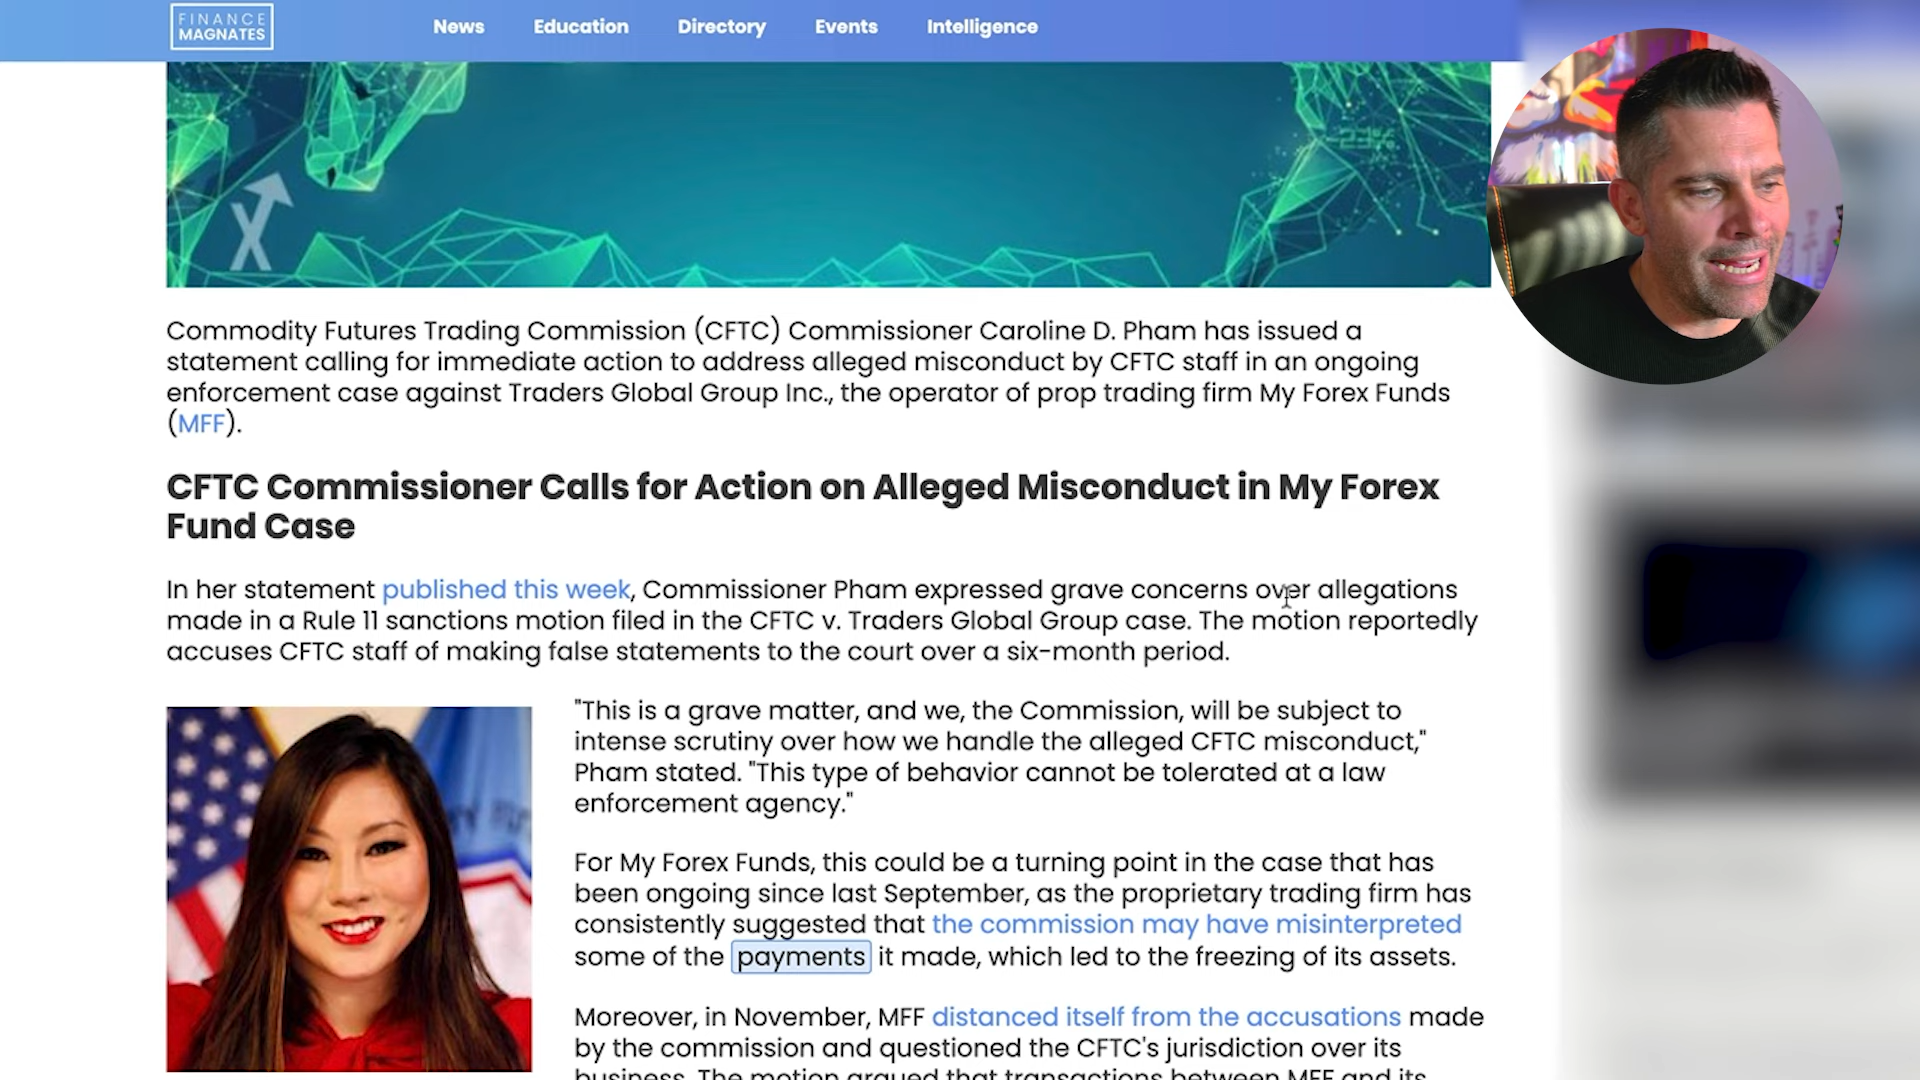 FINANCE
MAGNATES
News
Education
Directory
Events
Intelligence
Commodity Futures Trading Commission (CFTC) Commissioner Caroline D. Pham has issued a
statement calling for immediate action to address alleged misconduct by CFTC staff in an ongoing
enforcement case against Traders Global Group Inc., the operator of prop trading firm My Forex Funds
(MFF).
CFTC Commissioner Calls for Action on Alleged Misconduct in My Forex
Fund Case
In her statement published this week, Commissioner Pham expressed grave concerns over allegations
made in a Rule 11 sanctions motion filed in the CFTC v. Traders Global Group case. The motion reportedly
accuses CFTC staff of making false statements to the court over a six-month period.
"This is a grave matter, and we, the Commission, will be subject to
intense scrutiny over how we handle the alleged CFTC misconduct,"
Pham stated. "This type of behavior cannot be tolerated at a law
enforcement agency."
For My Forex Funds, this could be a turning point in the case that has
been ongoing since last September, as the proprietary trading firm has
consistently suggested that the commission may have misinterpreted
some of the payments it made, which led to the freezing of its assets.
Moreover, in November, MFF distanced itself from the accusations made
by the commission and questioned the CFTC's jurisdiction over its
business. The motion argued that transactions between MFF and its